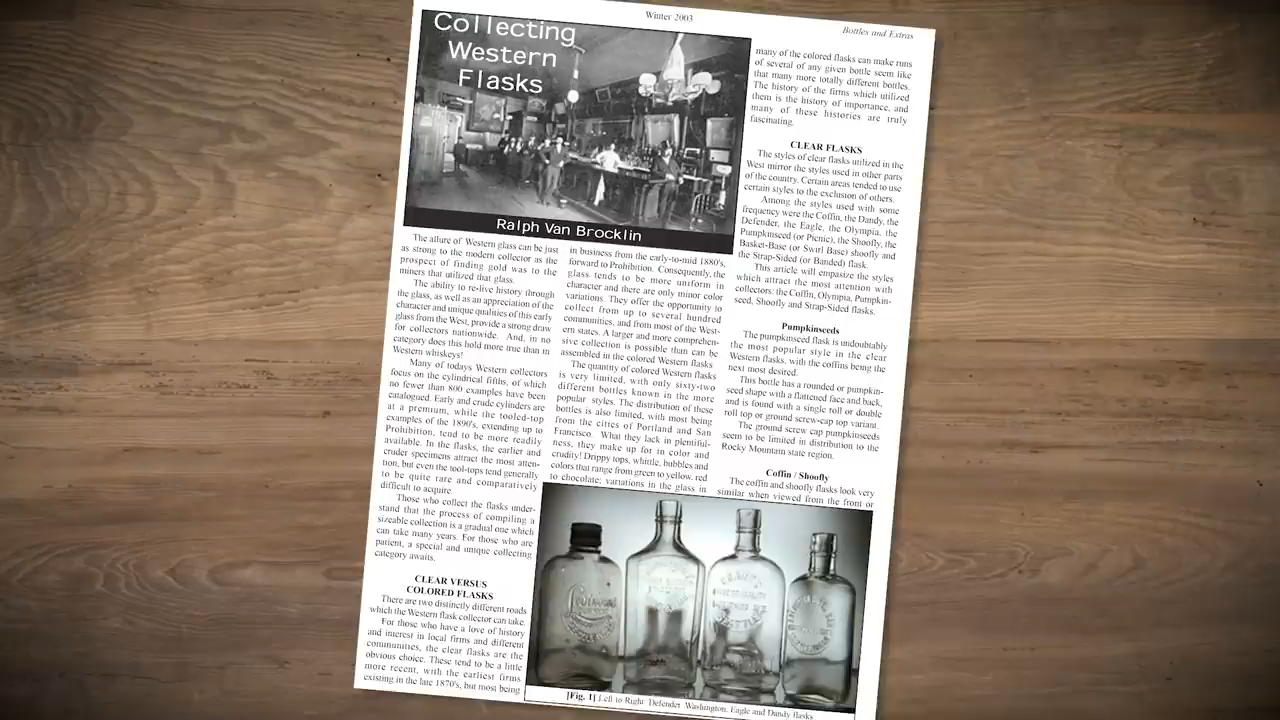 Winter 2003
Bottles and Extras
Collecting
Western
Flasks
Ralph Van Brocklin
The allure of Western glass can be just
as strong to the modern collector as the
prospect of finding gold was to the
miners that utilized that glass.
The ability to re-live history through
the glass, as well as an appreciation of the
character and unique qualities of this early
glass from the West, provide a strong draw
for collectors nationwide. And, in no
category does this hold more true than in
Western whiskeys!
Many of todays Western collectors
focus on the cylindrical fifths, of which
no fewer than 800 examples have been
catalogued. Early and crude cylinders are
at a premium, while the tooled-top
examples of the 1890's, extending up to
Prohibition, tend to be more readily
available. In the flasks, the earlier and
cruder specimens attract the most atten-
tion, but even the tool-tops tend generally
to be quite rare and comparatively
difficult to acquire.
Those who collect the flasks under-
stand that the process of compiling a
sizeable collection is a gradual one which
can take many years. For those who are
patient, a special and unique collecting
category awaits.
CLEAR VERSUS
COLORED FLASKS
There are two distinctly different roads
which the Western flask collector can take.
For those who have a love of history
and interest in local firms and different
communities, the clear flasks are the
obvious choice. These tend to be a little
more recent, with the earliest firms
existing in the late 1870's, but most being
in business from the early-to-mid 1880's,
forward to Prohibition. Consequently, the
glass tends to be more uniform in
character and there are only minor color
variations. They offer the opportunity to
collect from up to several hundred
communities, and from most of the West-
ern states. A larger and more comprehen-
sive collection is possible than can be
assembled in the colored Western flasks
The quantity of colored Western flasks
is very limited, with only sixty-two
different bottles known in the more
popular styles. The distribution of these
bottles is also limited, with most being
from the cities of Portland and San
Francisco. What they lack in plentiful-
ness, they make up for in color and
crudity! Drippy tops, whittle, bubbles and
colors that range from green to yellow, red
to chocolate; variations in the glass in
many of the colored flasks can make runs
of several of any given bottle seem like
that many more totally different bottles.
The history of the firms which utilized
them is the history of importance, and
many of these histories are truly
fascinating.
CLEAR FLASKS
The styles of clear flasks utilized in the
West mirror the styles used in other parts
of the country. Certain areas tended to use
certain styles to the exclusion of others.
Among the styles used with some
frequency were the Coffin, the Dandy, the
Defender, the Eagle, the Olympia, the
Pumpkinseed (or Picnic), the Shoofly, the
Basket-Base (or Swirl Base) shoofly and
the Strap-Sided (or Banded) flask.
This article will empasize the styles
which attract the most attention with
collectors: the Coffin, Olympia, Pumpkin-
seed, Shoofly and Strap-Sided flasks.
Pumpkinseeds
The pumpkinseed flask is undoubtably
the most popular style in the clear
Western flasks, with the coffins being the
next most desired.
This bottle has a rounded or pumpkin-
seed shape with a flattened face and back,
and is found with a single roll or double
roll top or ground screw-cap top variant.
The ground screw cap pumpkinseeds
seem to be limited in distribution to the
Rocky Mountain state region.
Coffin / Shoofly
The coffin and shoofly flasks look very
similar when viewed from the front or
[Fig. 1] Left to Right: Defender, Washington, Eagle and Dandy flasks